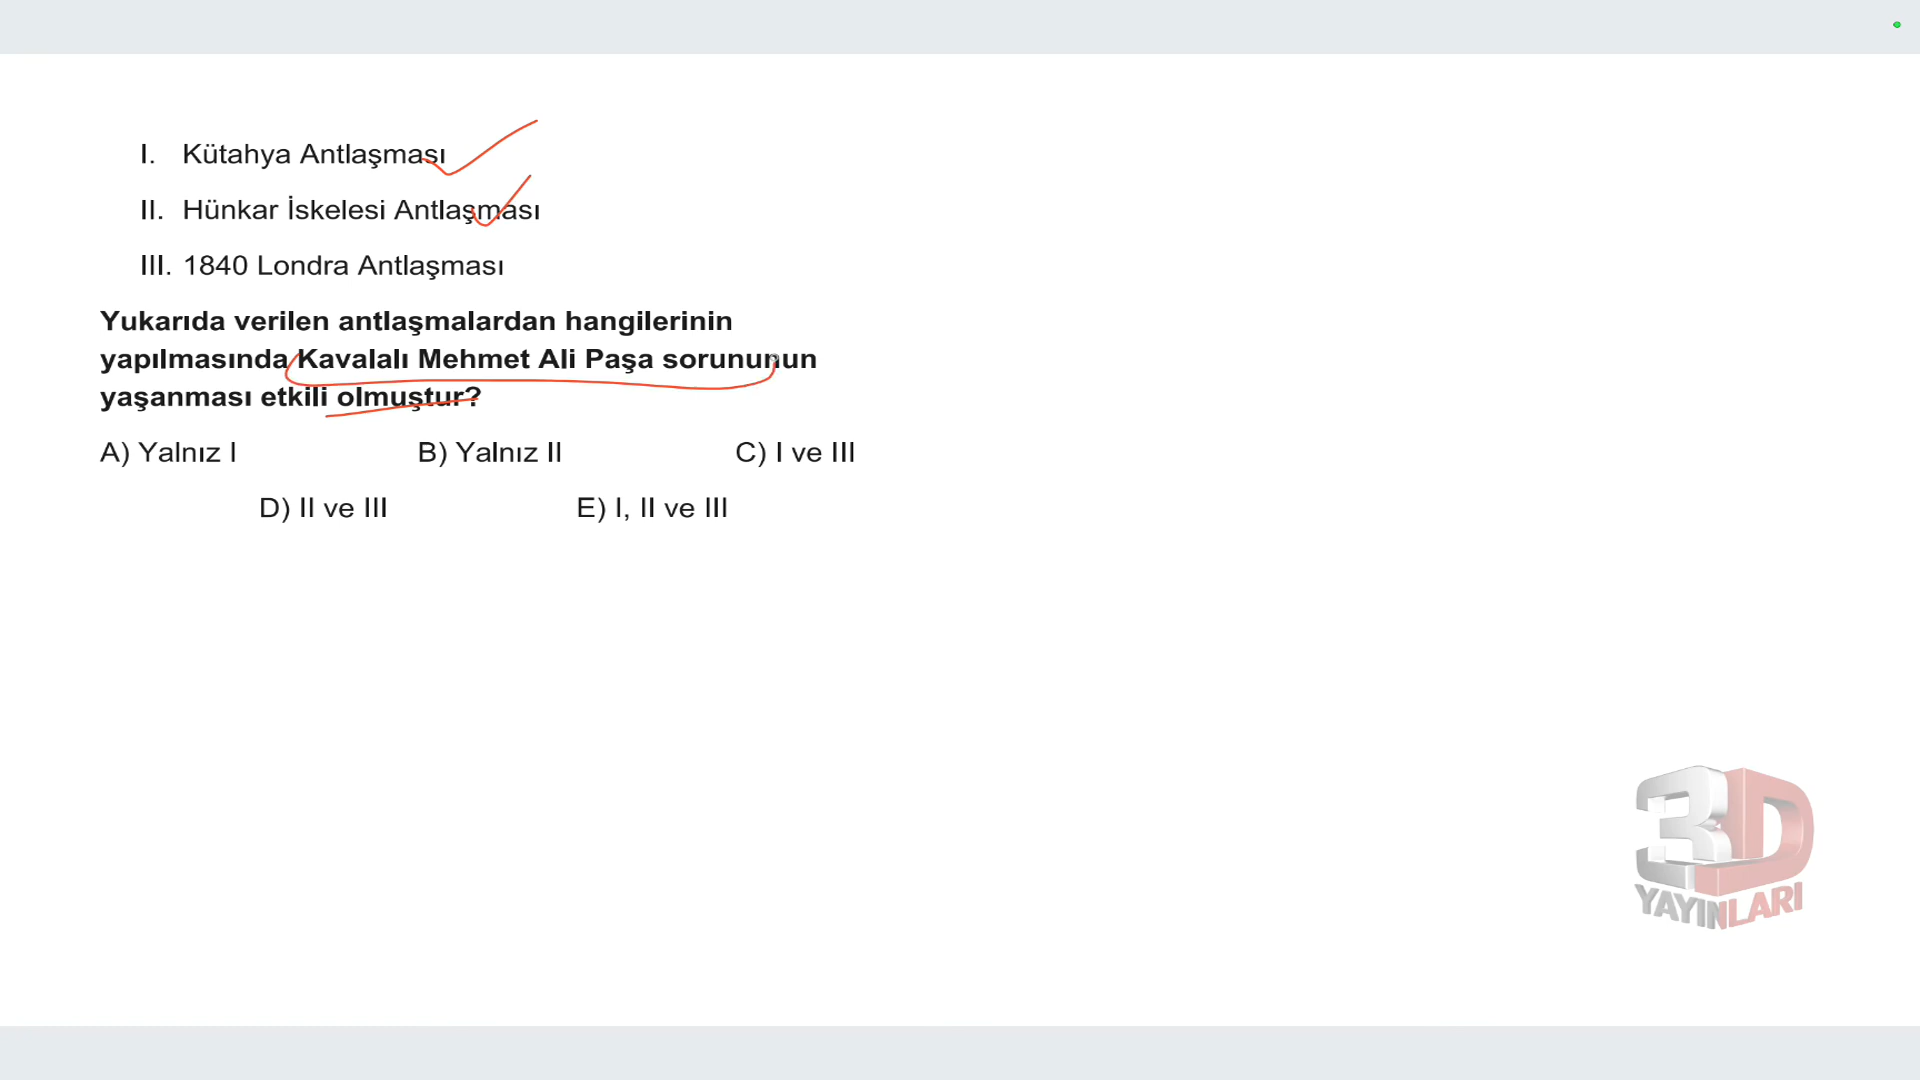 I. Kütahya Antlaşması
II. Hünkar İskelesi Antlaşması
III. 1840 Londra Antlaşması
Yukarıda verilen antlaşmalardan hangilerinin
yapılmasında Kavalalı Mehmet Ali Paşa sorununun
yaşanması etkili olmuştur?
A) Yalnız I B) Yalnız II C) I ve III
D) II ve III E) I, II ve III
3D
YAYINLARI